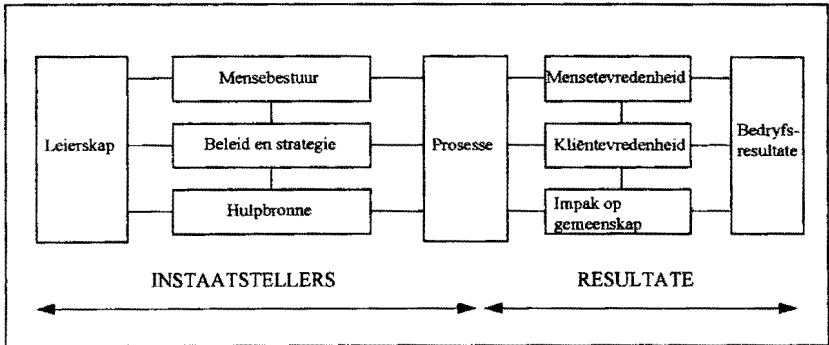 Leierskap
Mensebestuur
Beleid en strategie
Hulpbronne
Prosesse
Mensetevredenheid
Kliëntevredenheid
Impak op
gemeenskap
Bedryfs-
resultate
INSTAATSTELLERS
RESULTATE